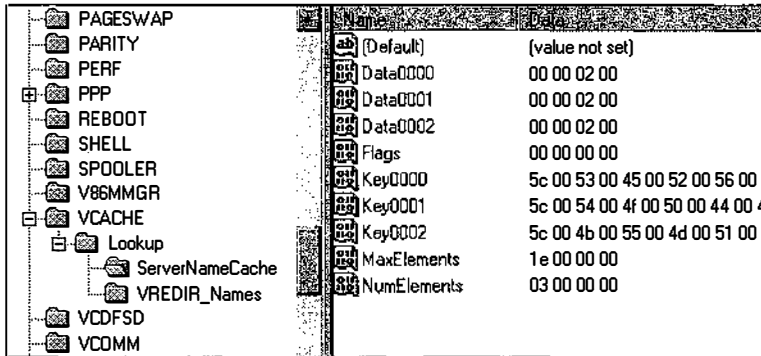 PAGESWAP
PARITY
PERF
PPP
REBOOT
SHELL
SPOOLER
V86MMGR
VCACHE
Lookup
ServerNameCache
VREDIR_Names
VCDFSD
VCOMM
Name Data
(Default) (value not set)
Data0000 00 00 02 00
Data0001 00 00 02 00
Data0002 00 00 02 00
Flags 00 00 00 00
Key0000 5c 00 53 00 45 00 52 00 56 00
Key0001 5c 00 54 00 4f 00 50 00 44 00 4
Key0002 5c 00 4b 00 55 00 4d 00 51 00
MaxElements 1e 00 00 00
NumElements 03 00 00 00